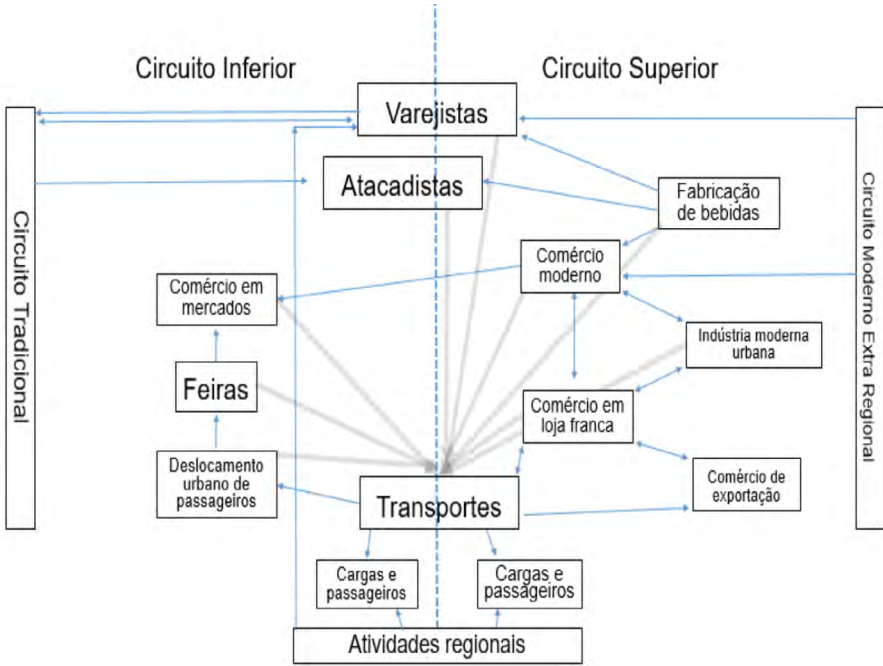 Circuito Inferior
Circuito Superior
Varejistas
Atacadistas
Fabricação
de bebidas
Comércio
moderno
Comércio em
mercados
Indústria moderna
urbana
Feiras
Comércio em
loja franca
Deslocamento
urbano de
passageiros
Comércio de
exportação
Transportes
Cargas e
passageiros
Cargas e
passageiros
Atividades regionais
Circuito Tradicional
Circuito Moderno Extra Regional